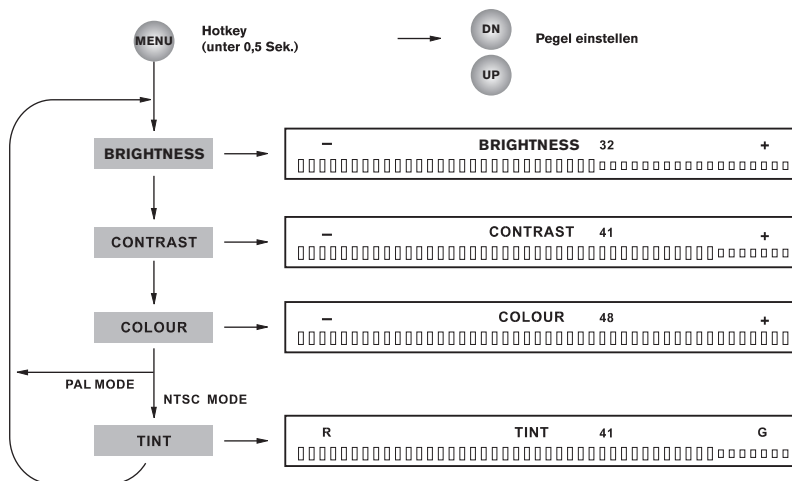 MENU
Hotkey
(unter 0,5 Sek.)
DN
UP
Pegel einstellen
BRIGHTNESS
– BRIGHTNESS 32 +
CONTRAST
– CONTRAST 41 +
COLOUR
– COLOUR 48 +
PAL MODE
NTSC MODE
TINT
R TINT 41 G